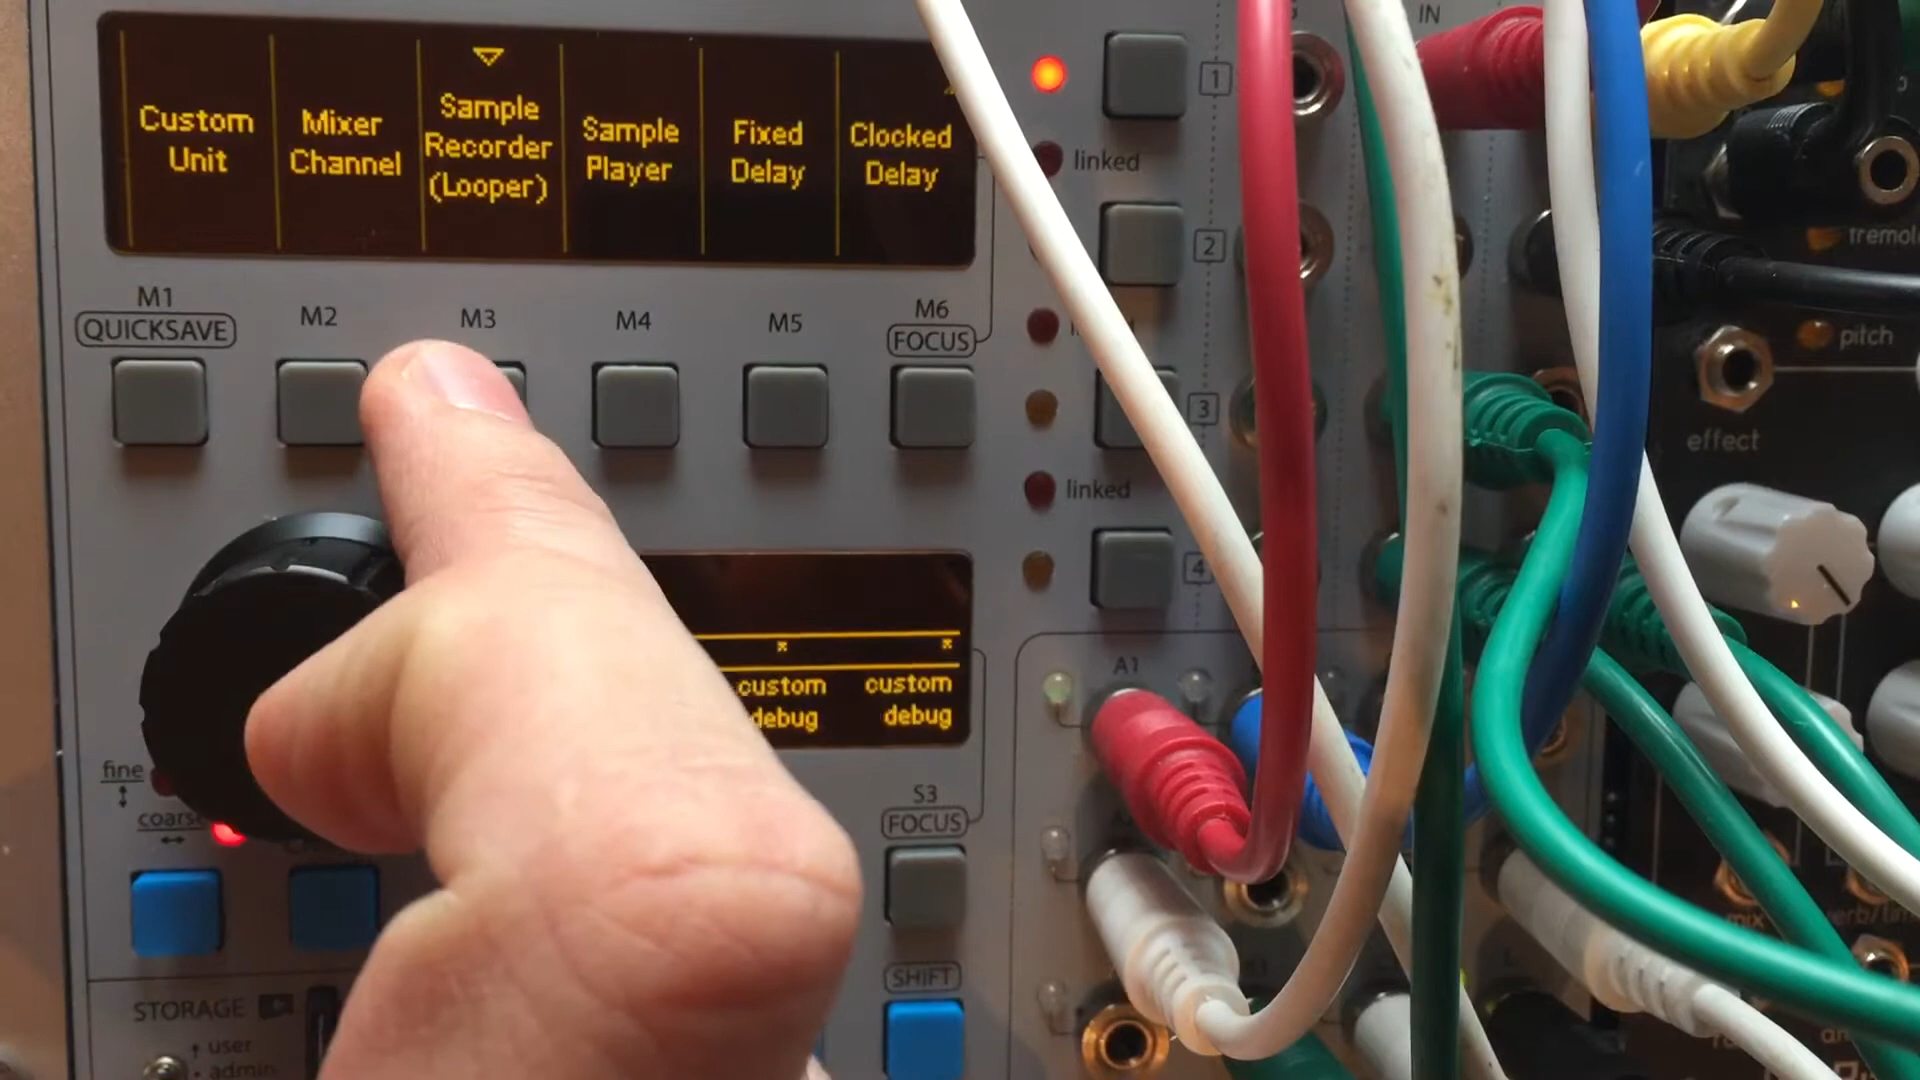 Custom Unit
Mixer Channel
Sample Recorder (Looper)
Sample Player
Fixed Delay
Clocked Delay
M1
QUICKSAVE
M2
M3
M4
M5
M6
FOCUS
IN
1
linked
2
3
linked
4
tremol
pitch
effect
custom debug
custom debug
fine
coarse
S3
FOCUS
SHIFT
STORAGE
user
admin
A1
mix